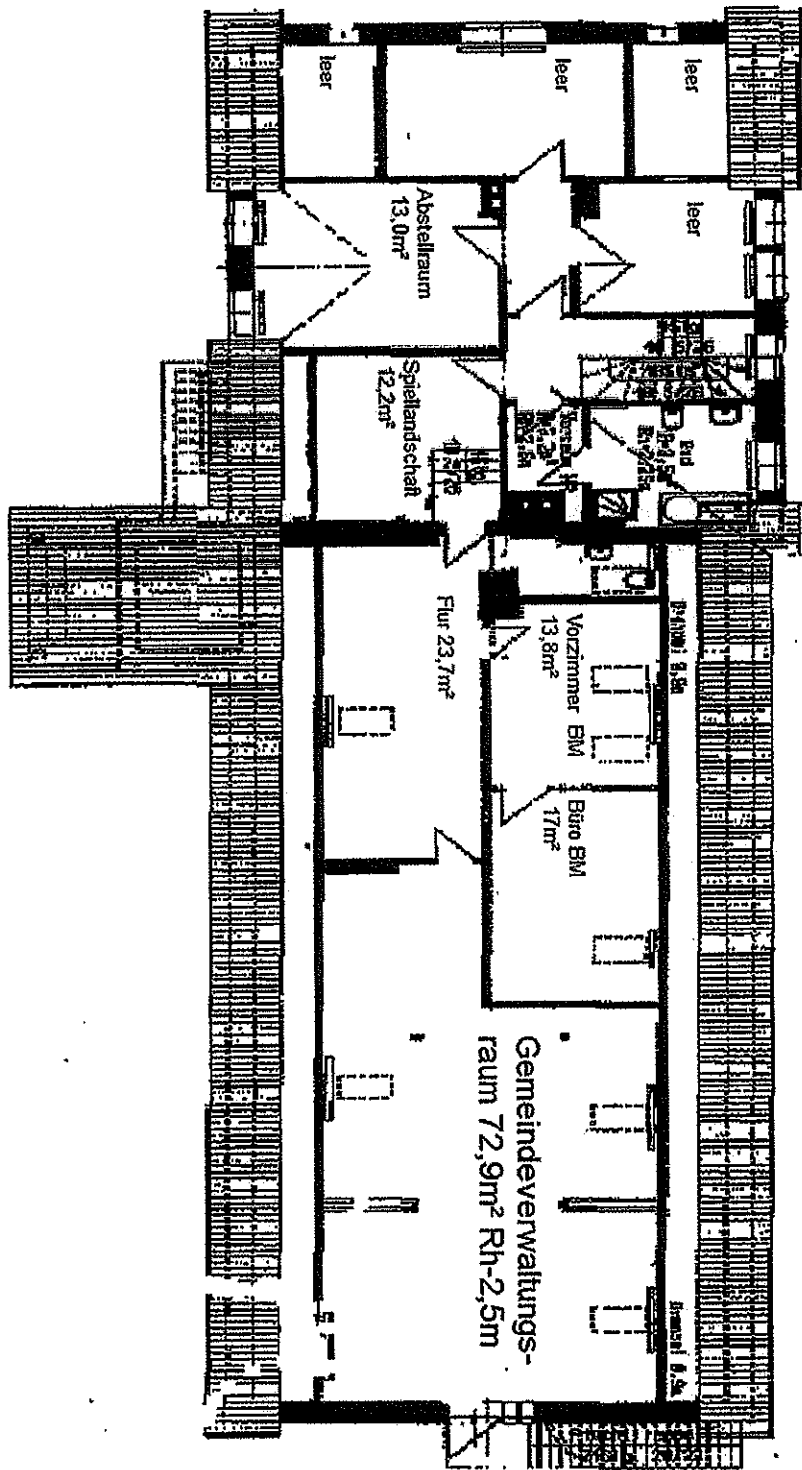 leer
leer
leer
leer
Abstellraum
13,0m²
Spiellandschaft
12,2m²
Bad
Flur 23,7m²
Vorzimmer BM
13,8m²
Büro BM
17m²
Gemeindeverwaltungs-
raum 72,9m² Rh-2,5m